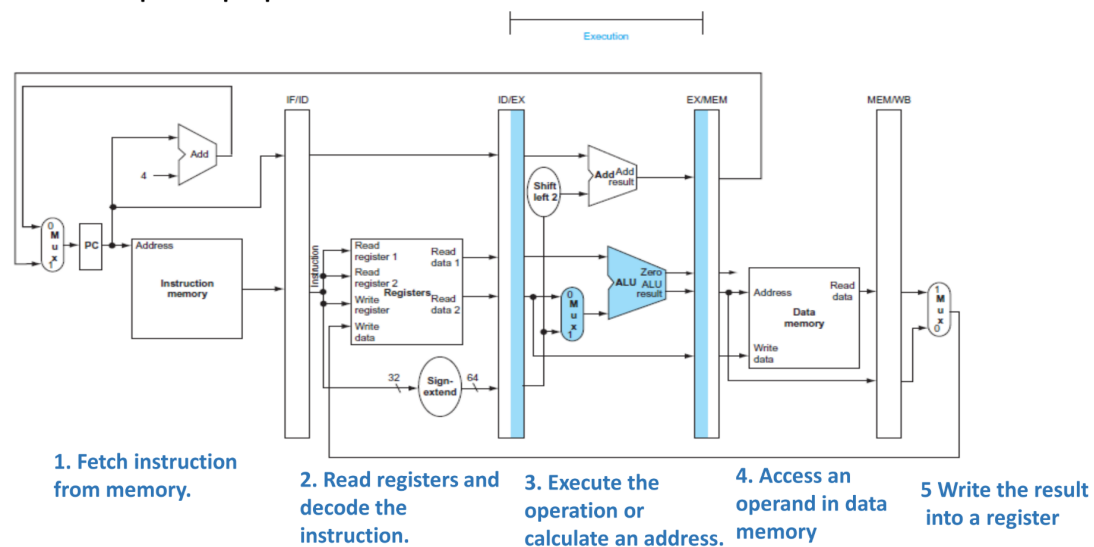 Execution
IF/ID
ID/EX
EX/MEM
MEM/WB
Add
4
Add Add
result
Shift
left 2
0
M
u
x
1
PC
Address
Instruction
memory
Instruction
Read
register 1
Read
data 1
Read
register 2
Registers
Write
register
Read
data 2
Write
data
0
M
u
x
1
Zero
ALU ALU
result
Address
Read
data
Data
memory
Write
data
1
M
u
x
0
32
Sign-
extend
64
1. Fetch instruction
from memory.
2. Read registers and
decode the
instruction.
3. Execute the
operation or
calculate an address.
4. Access an
operand in data
memory
5 Write the result
into a register